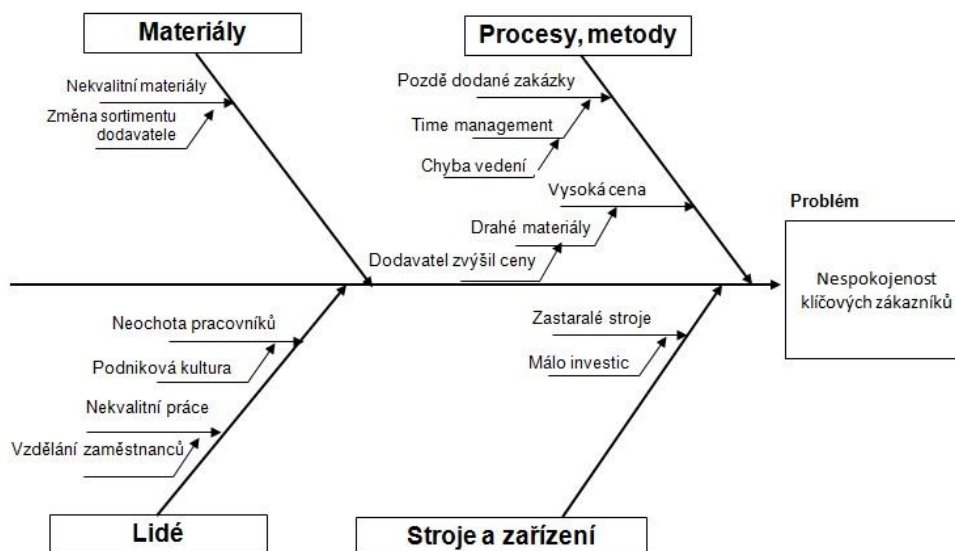 Materiály
Procesy, metody
Nekvalitní materiály
Změna sortimentu
dodavatele
Pozdě dodané zakázky
Time management
Chyba vedení
Vysoká cena
Drahé materiály
Dodavatel zvýšil ceny
Problém
Nespokojenost
klíčových zákazníků
Neochota pracovníků
Podniková kultura
Nekvalitní práce
Vzdělání zaměstnanců
Zastaralé stroje
Málo investic
Lidé
Stroje a zařízení